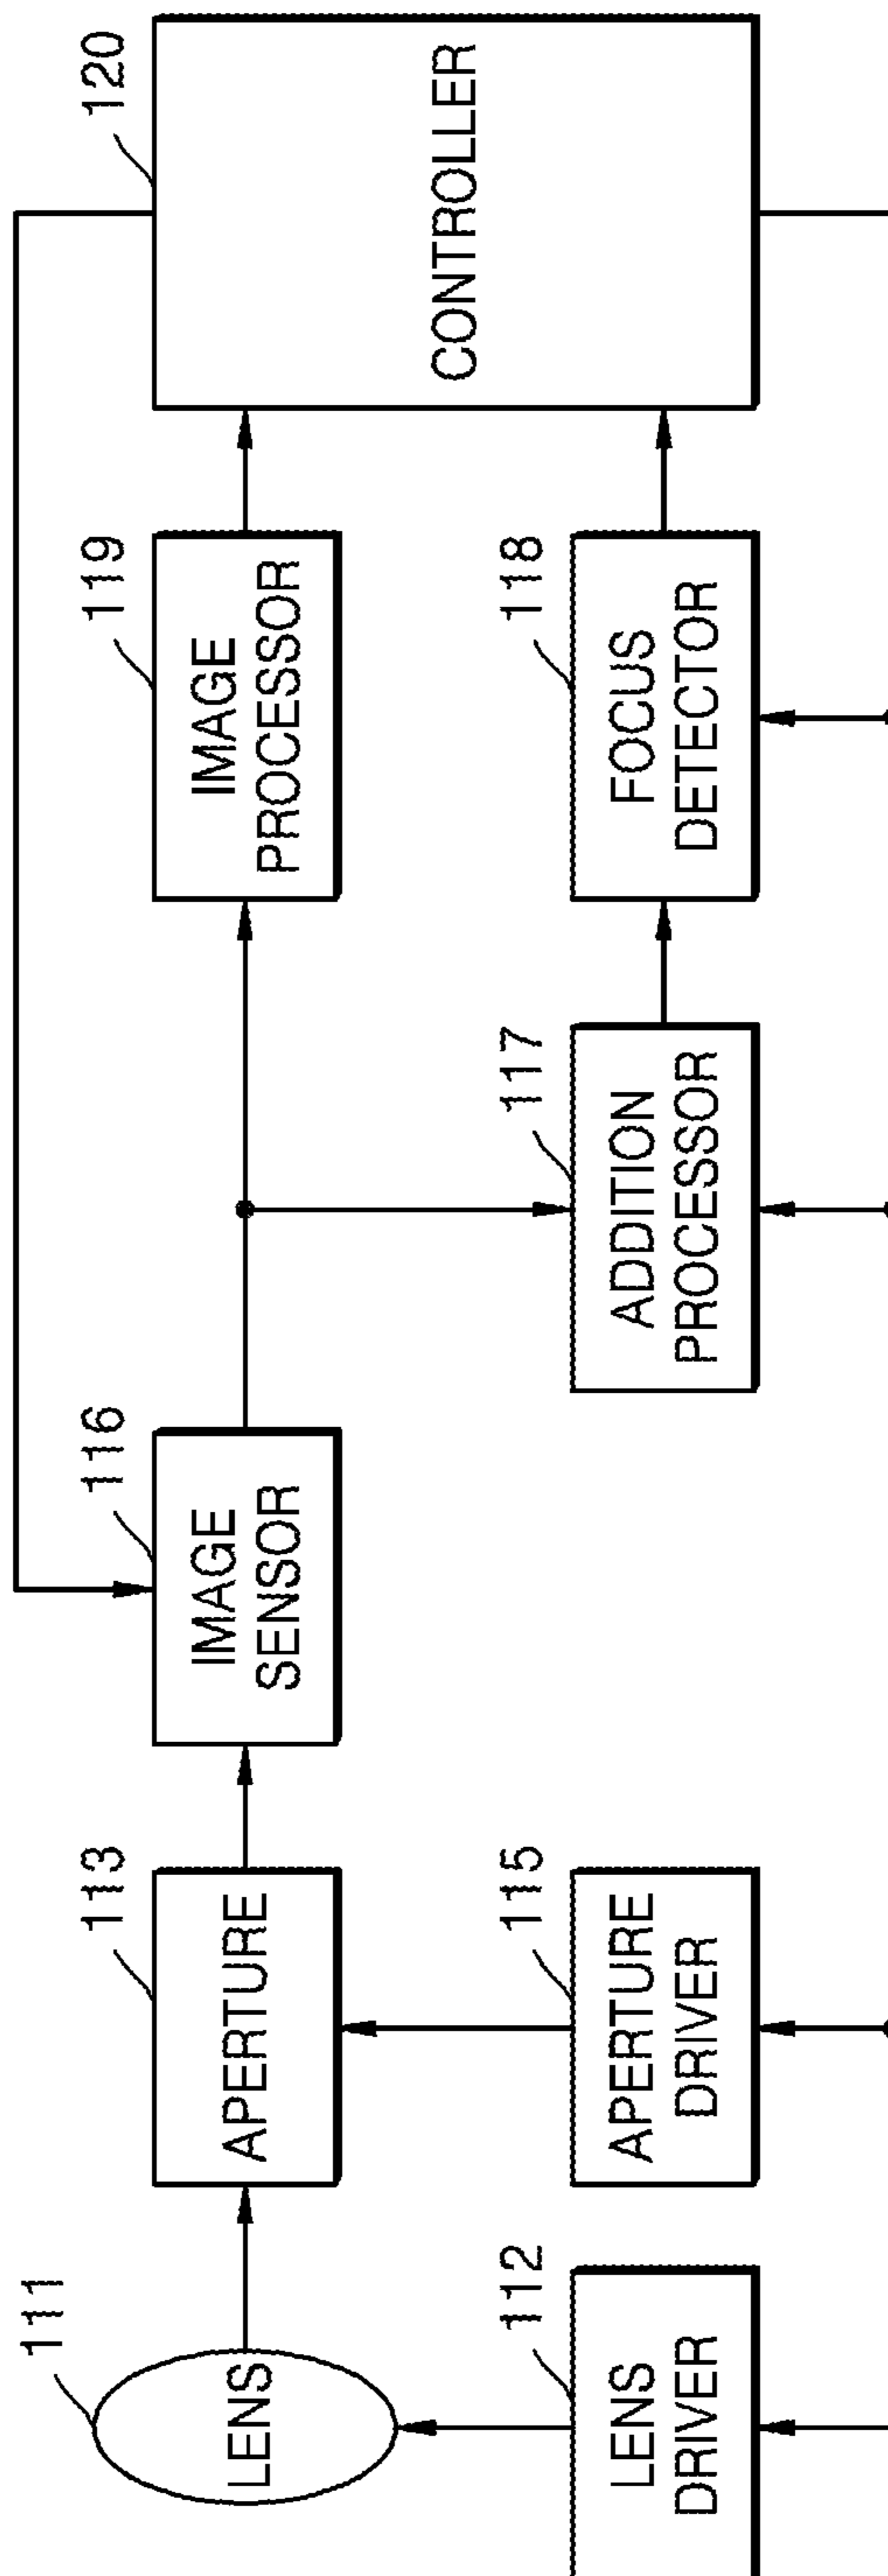 111
LENS
113
APERTURE
116
IMAGE
SENSOR
119
IMAGE
PROCESSOR
120
CONTROLLER
112
LENS
DRIVER
115
APERTURE
DRIVER
117
ADDITION
PROCESSOR
118
FOCUS
DETECTOR